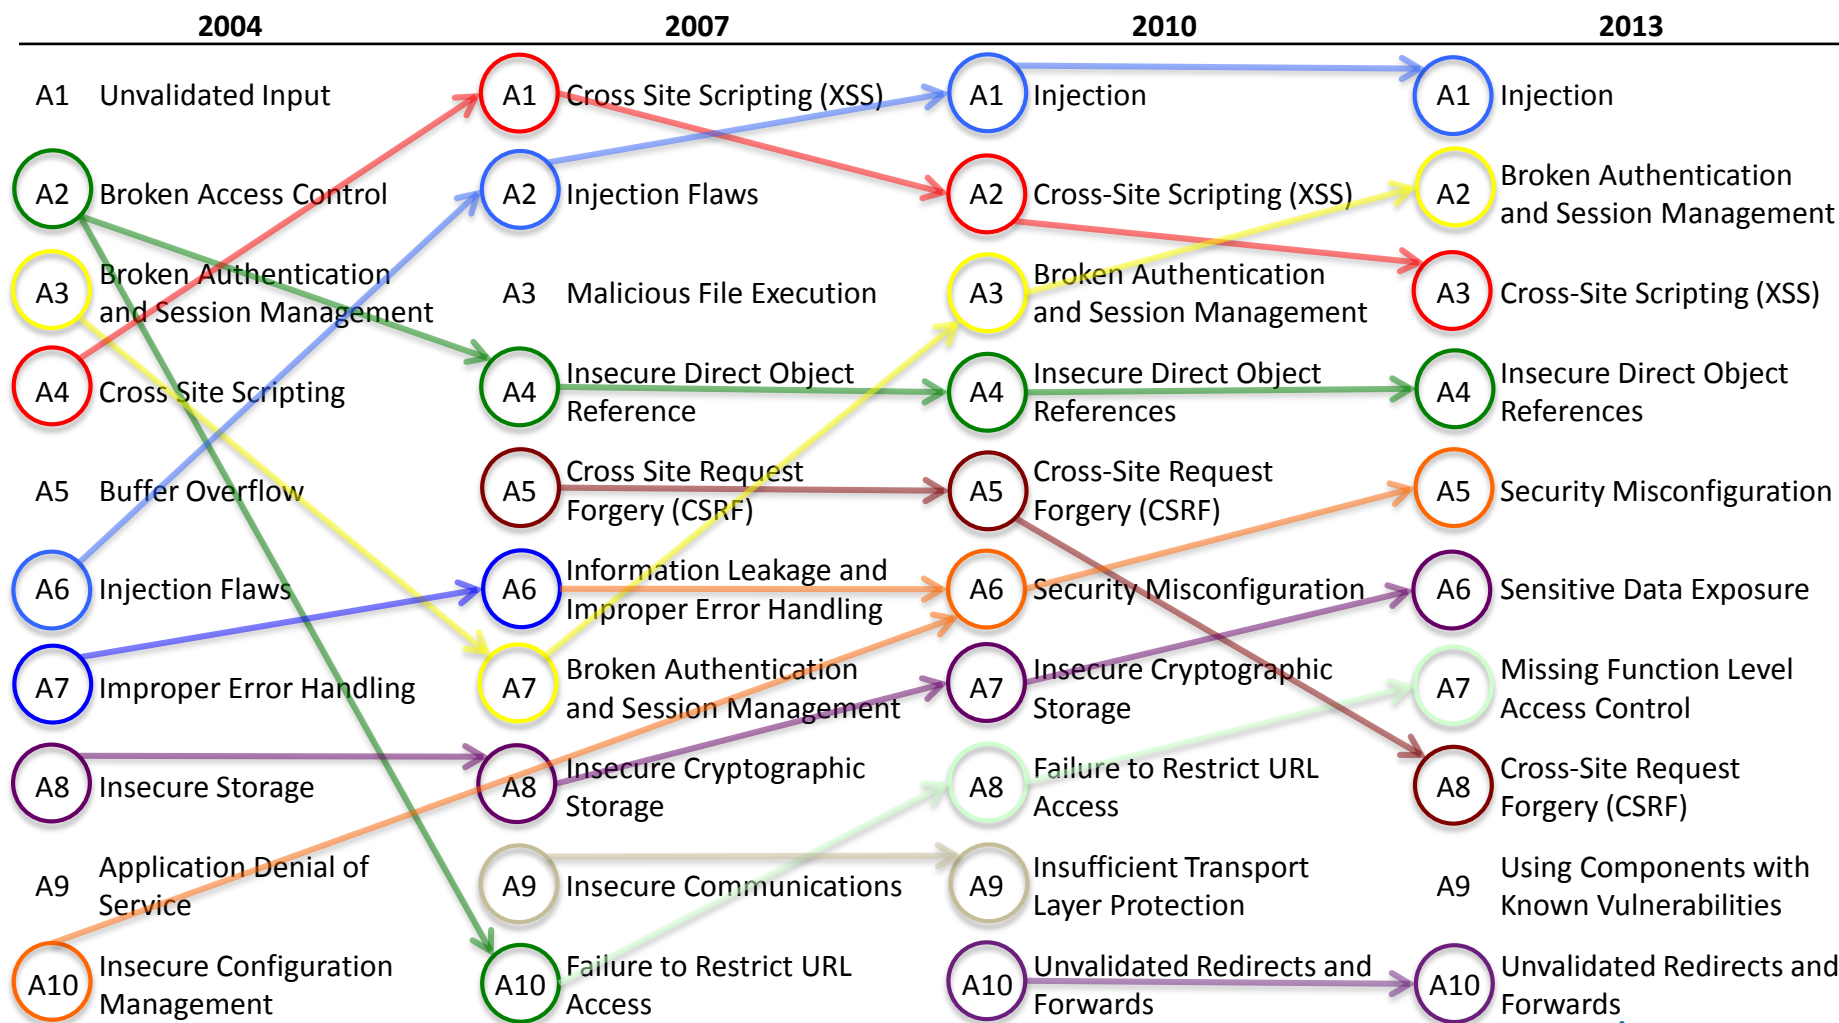 2004
2007
2010
2013
A1 Unvalidated Input
A2 Broken Access Control
A3 Broken Authentication
and Session Management
A4 Cross Site Scripting
A5 Buffer Overflow
A6 Injection Flaws
A7 Improper Error Handling
A8 Insecure Storage
A9 Application Denial of
Service
A10 Insecure Configuration
Management
A1 Cross Site Scripting (XSS)
A2 Injection Flaws
A3 Malicious File Execution
A4 Insecure Direct Object
Reference
A5 Cross Site Request
Forgery (CSRF)
A6 Information Leakage and
Improper Error Handling
A7 Broken Authentication
and Session Management
A8 Insecure Cryptographic
Storage
A9 Insecure Communications
A10 Failure to Restrict URL
Access
A1 Injection
A2 Cross-Site Scripting (XSS)
A3 Broken Authentication
and Session Management
A4 Insecure Direct Object
References
A5 Cross-Site Request
Forgery (CSRF)
A6 Security Misconfiguration
A7 Insecure Cryptographic
Storage
A8 Failure to Restrict URL
Access
A9 Insufficient Transport
Layer Protection
A10 Unvalidated Redirects and
Forwards
A1 Injection
A2 Broken Authentication
and Session Management
A3 Cross-Site Scripting (XSS)
A4 Insecure Direct Object
References
A5 Security Misconfiguration
A6 Sensitive Data Exposure
A7 Missing Function Level
Access Control
A8 Cross-Site Request
Forgery (CSRF)
A9 Using Components with
Known Vulnerabilities
A10 Unvalidated Redirects and
Forwards